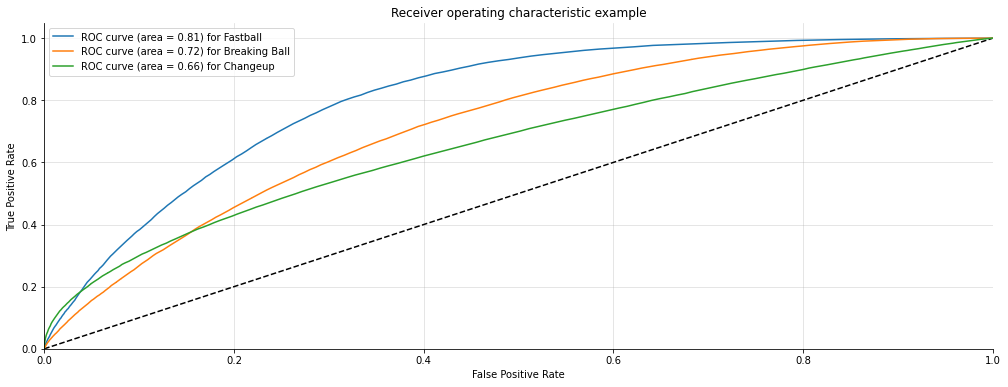 Receiver operating characteristic example
ROC curve (area = 0.81) for Fastball
ROC curve (area = 0.72) for Breaking Ball
ROC curve (area = 0.66) for Changeup
True Positive Rate
1.0
0.8
0.6
0.4
0.2
0.0
0.0 0.2 0.4 0.6 0.8 1.0
False Positive Rate